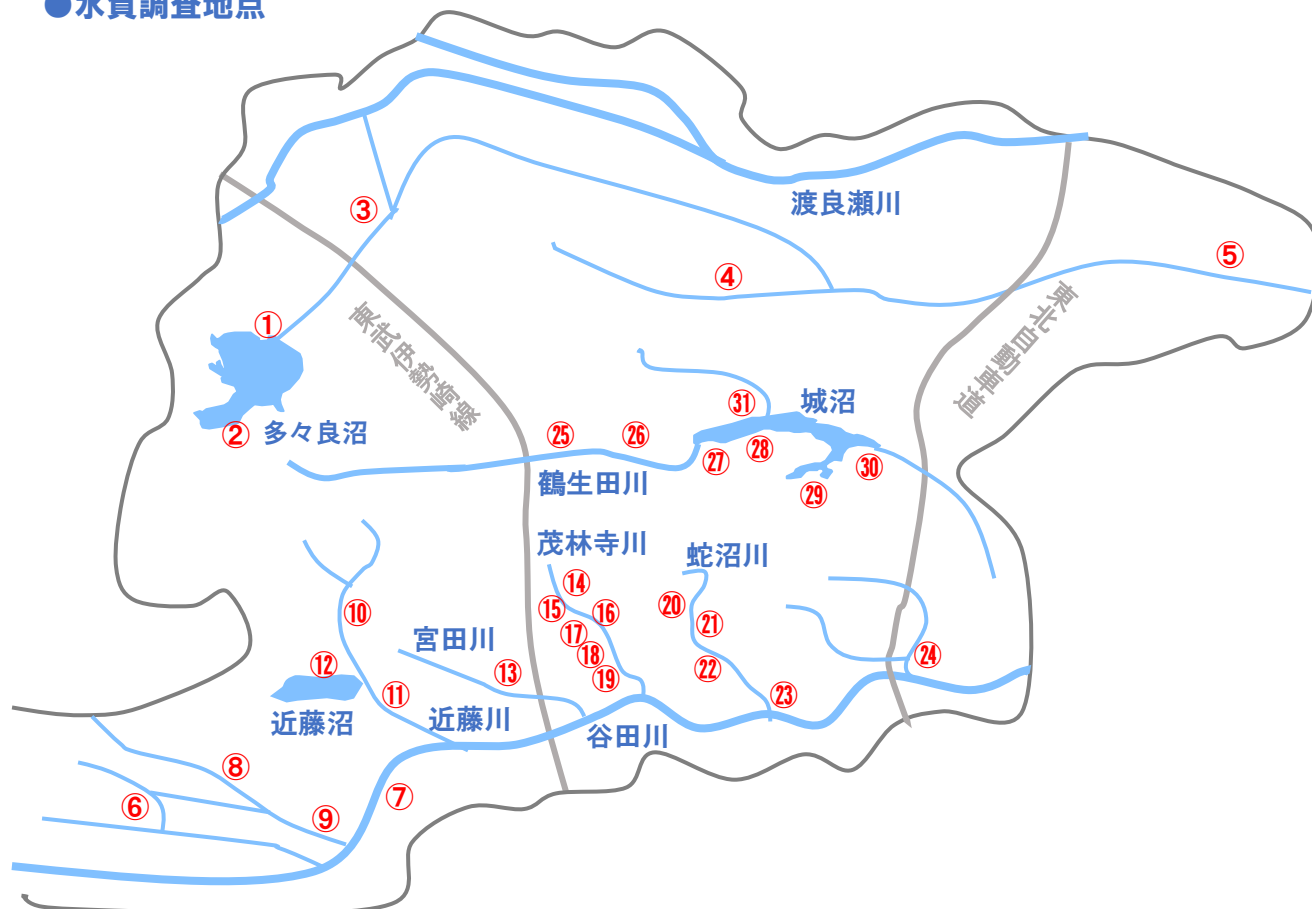 ●水質調査地点
渡良瀬川
③
⑤
④
①
東武伊勢崎線
東北自動車道
城沼
㉛
② 多々良沼
㉕
㉖
㉗
㉘
㉚
㉙
鶴生田川
茂林寺川
蛇沼川
⑭
⑮
⑯
⑳
㉑
⑩
宮田川
⑰
⑱
⑲
㉒
㉔
⑫
⑬
⑪
㉓
近藤沼
近藤川
谷田川
⑧
⑦
⑥
⑨